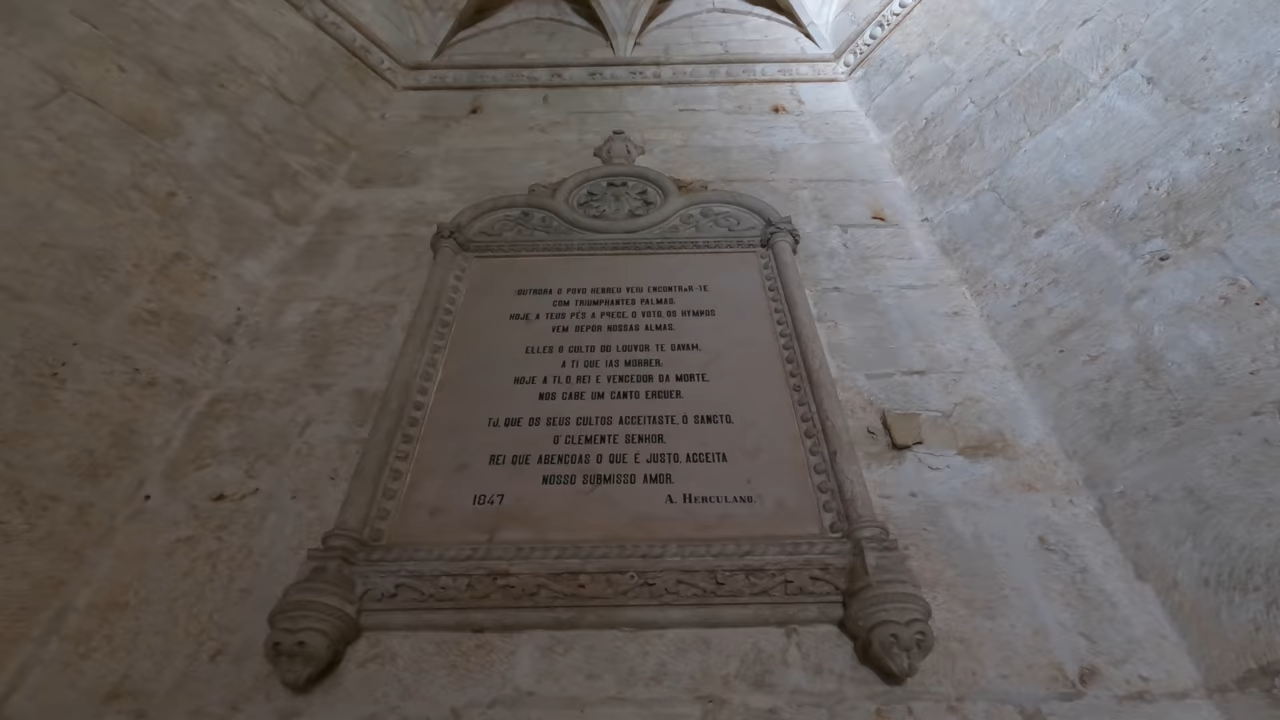 OUTRORA O POVO HEBREU VEIU ENCONTRAR-TE
COM TRIUMPHANTES PALMAS.
HOJE A TEUS PÉS A PRECE, O VOTO, OS HYMNOS
VEM DEPOR NOSSAS ALMAS.
ELLES O CULTO DO LOUVOR TE DAVAM,
A TI QUE IAS MORRER.
HOJE A TI, O REI E VENCEDOR DA MORTE,
NOS CABE UM CANTO ERGUER.
TU, QUE OS SEUS CULTOS ACCEITASTE, Ó SANCTO,
O' CLEMENTE SENHOR,
REI QUE ABENÇOAS O QUE É JUSTO, ACCEITA
NOSSO SUBMISSO AMOR.
1847 A. HERCULANO.